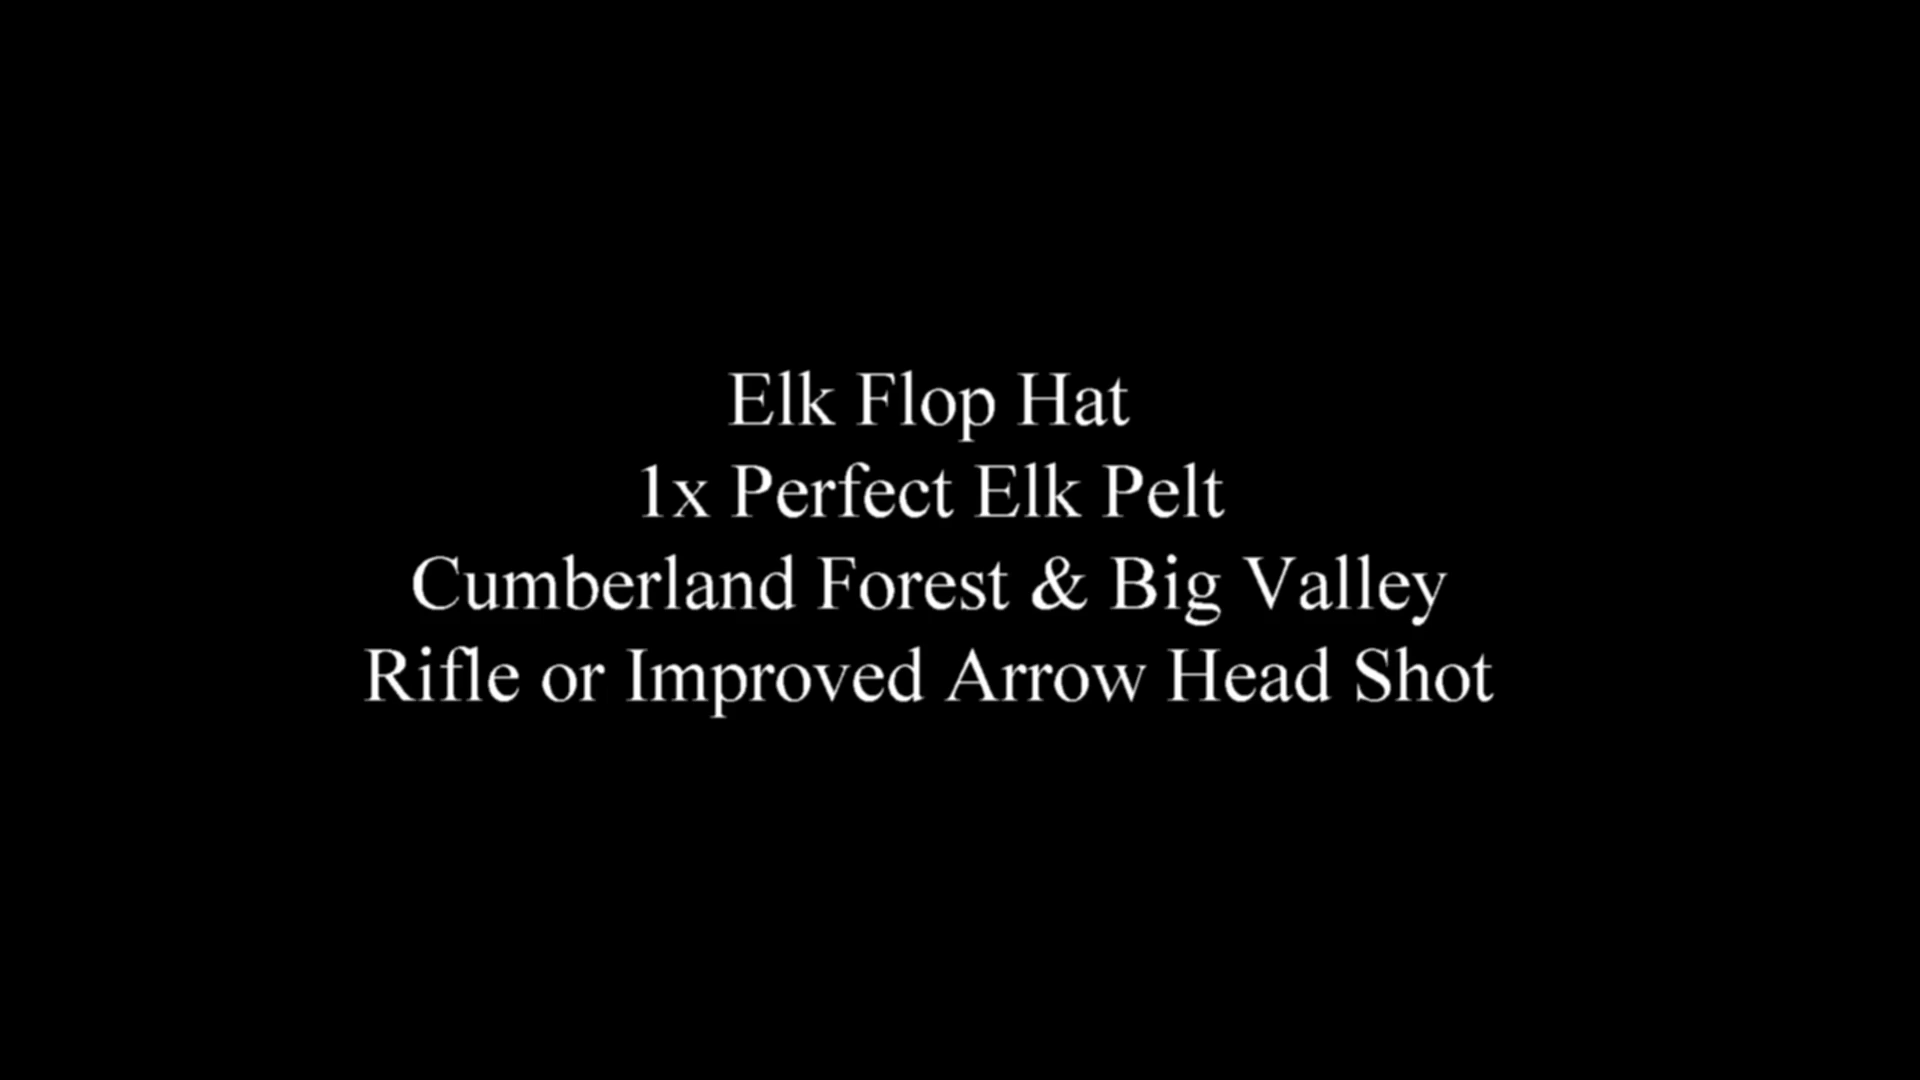 Elk Flop Hat
1x Perfect Elk Pelt
Cumberland Forest & Big Valley
Rifle or Improved Arrow Head Shot